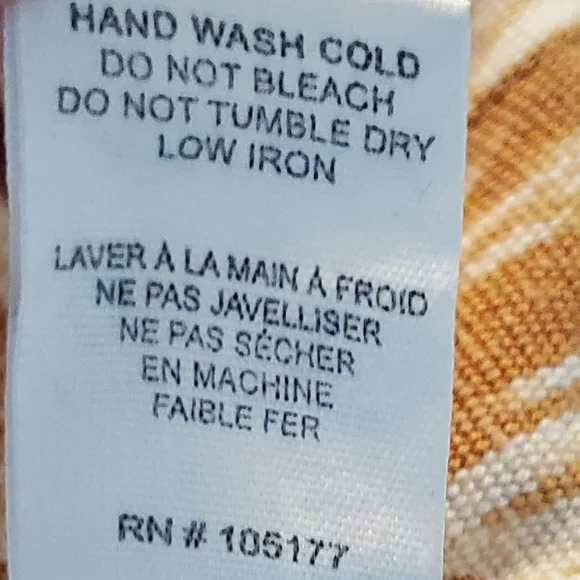 HAND WASH COLD
DO NOT BLEACH
DO NOT TUMBLE DRY
LOW IRON
LAVER À LA MAIN À FROID
NE PAS JAVELLISER
NE PAS SÉCHER
EN MACHINE
FAIBLE FER
RN # 105177